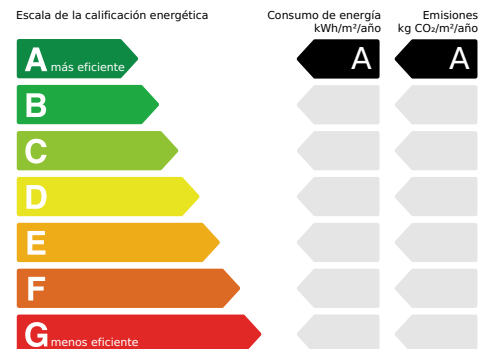 Escala de la calificación energética
Consumo de energía
kWh/m²/año
Emisiones
kg CO₂/m²/año
A más eficiente
A
A
B
C
D
E
F
G menos eficiente